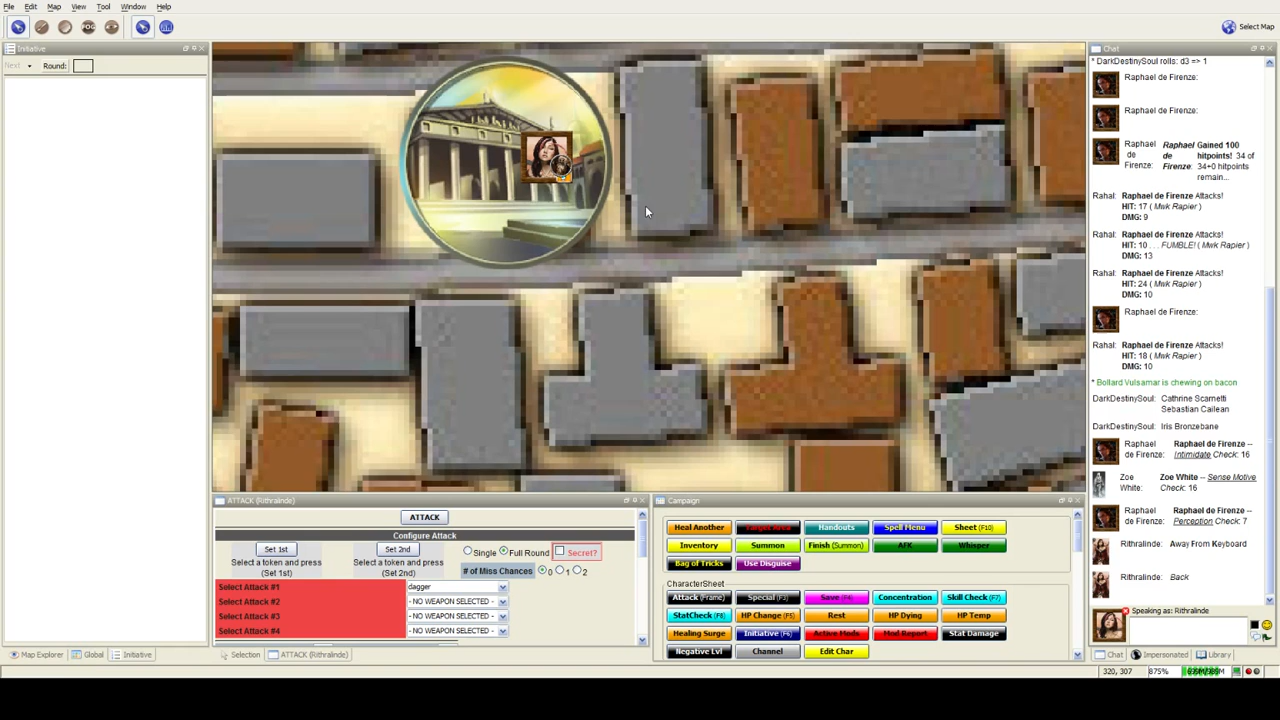 File Edit Map View Tool Window Help
FOG
Select Map
Initiative
Next Round:
Chat
* DarkDestinySoul rolls: d3 => 1
Raphael de Firenze:
Raphael de Firenze:
Raphael de Firenze: Raphael Gained 100
de hitpoints! 34 of
Firenze: 34+0 hitpoints
remain...
Rahal: Raphael de Firenze Attacks!
HIT: 17 ( Mwk Rapier )
DMG: 9
Rahal: Raphael de Firenze Attacks!
HIT: 10 . . . FUMBLE! ( Mwk Rapier )
DMG: 13
Rahal: Raphael de Firenze Attacks!
HIT: 24 ( Mwk Rapier )
DMG: 10
Raphael de Firenze:
Rahal: Raphael de Firenze Attacks!
HIT: 18 ( Mwk Rapier )
DMG: 10
* Bollard Vulsamar is chewing on bacon
DarkDestinySoul: Cathrine Scarnetti
Sebastian Cailean
DarkDestinySoul: Iris Bronzebane
Raphael de Firenze: Raphael de Firenze --
Intimidate Check: 16
Zoe White: Zoe White -- Sense Motive
Check: 16
Raphael de Firenze: Raphael de Firenze --
Perception Check: 7
Rithralinde: Away From Keyboard
Rithralinde: Back
Speaking as: Rithralinde
Chat Impersonated Library
ATTACK (Rithralinde)
ATTACK
Configure Attack
Set 1st Set 2nd Single Full Round Secret?
Select a token and press Select a token and press
(Set 1st) (Set 2nd) # of Miss Chances 0 1 2
Select Attack #1 dagger
Select Attack #2 - NO WEAPON SELECTED -
Select Attack #3 - NO WEAPON SELECTED -
Select Attack #4 - NO WEAPON SELECTED -
Campaign
Heal Another Handouts Spell Menu Sheet (F10)
Inventory Summon Finish (Summon) AFK Whisper
Bag of Tricks Use Disguise
CharacterSheet
Attack (Frame) Special (F3) Save (F4) Concentration Skill Check (F7)
StatCheck (F8) HP Change (F5) Rest HP Dying HP Temp
Healing Surge Initiative (F6) Active Mods Mod Report Stat Damage
Negative Lvl Channel Edit Char
Map Explorer Global Initiative
Selection ATTACK (Rithralinde)
320, 307 875%